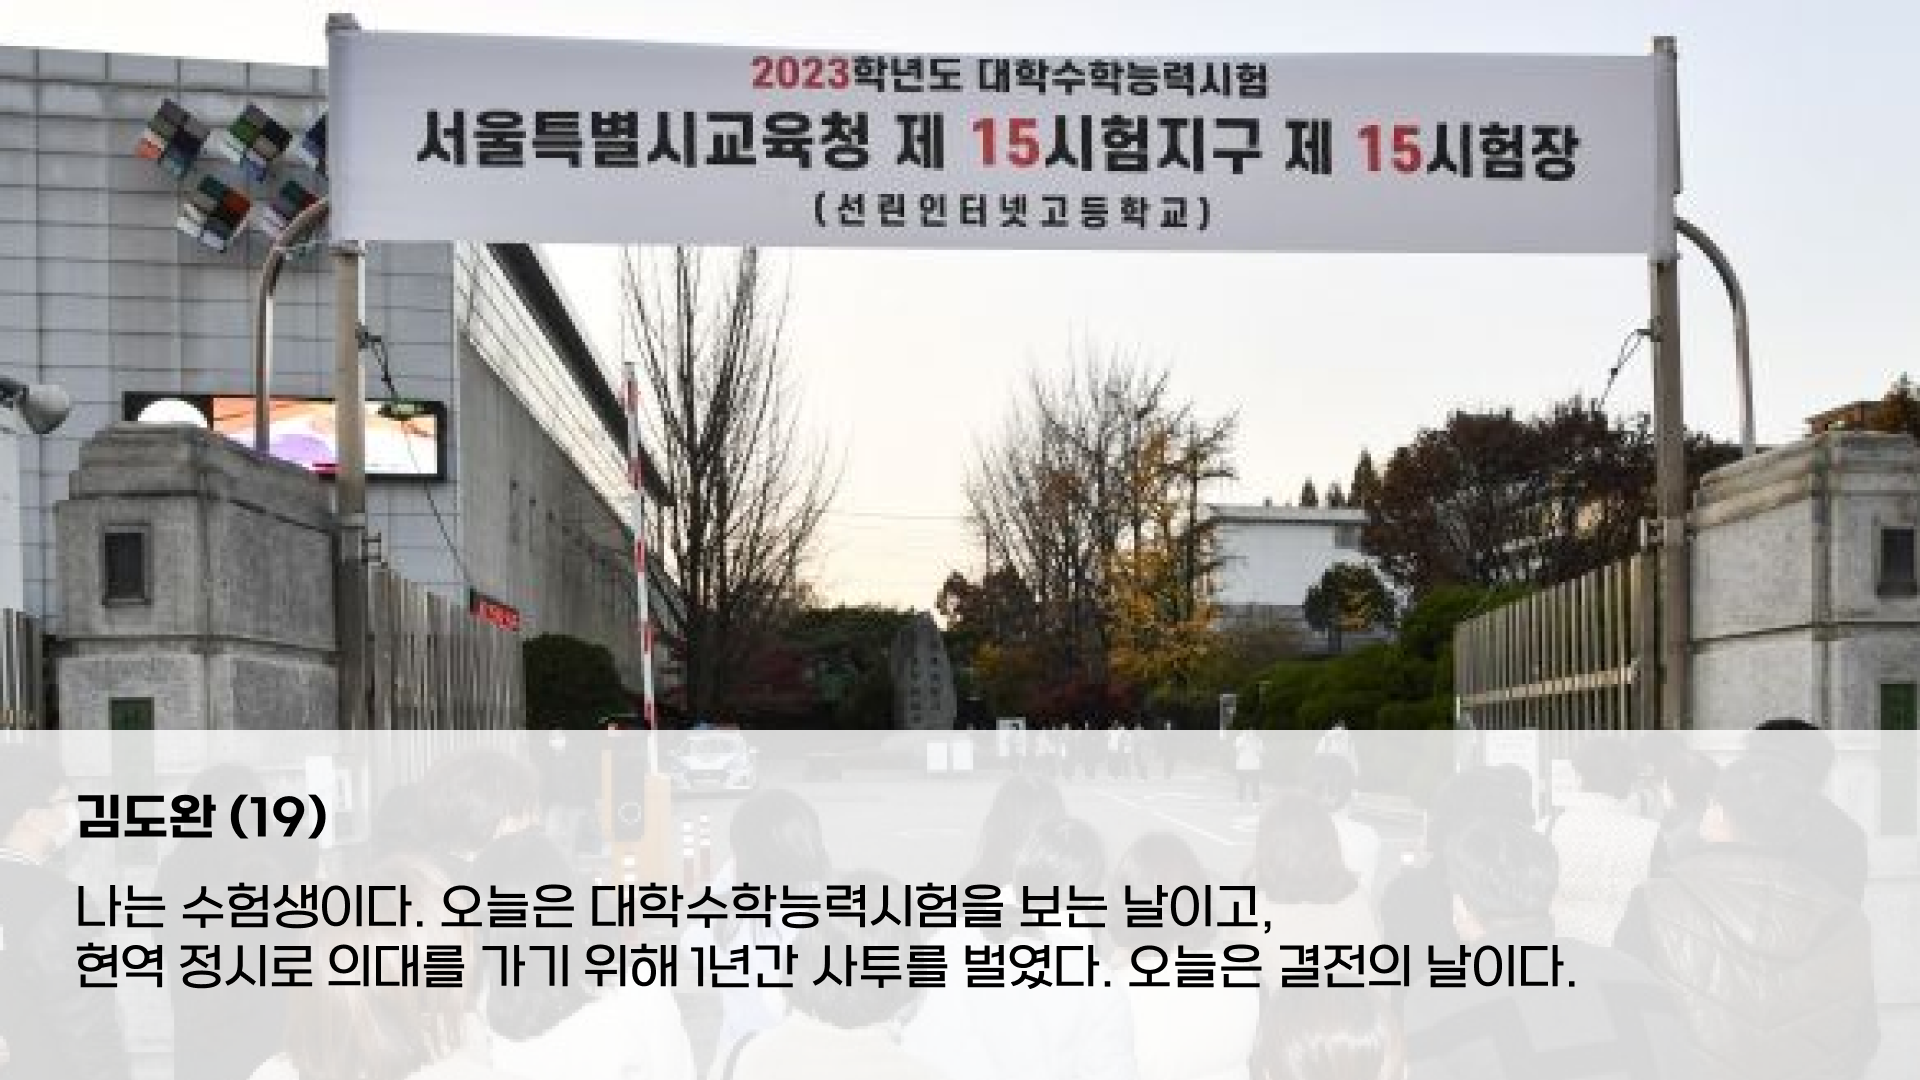 2023학년도 대학수학능력시험
서울특별시교육청 제 15시험지구 제 15시험장
(선린인터넷고등학교)
김도완 (19)
나는 수험생이다. 오늘은 대학수학능력시험을 보는 날이고,
현역 정시로 의대를 가기 위해 1년간 사투를 벌였다. 오늘은 결전의 날이다.